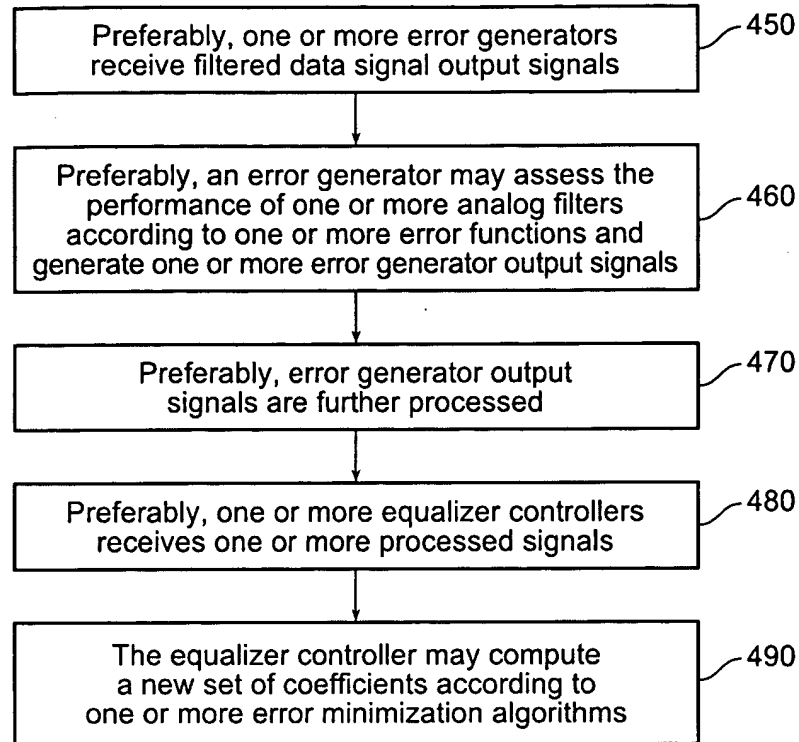 Preferably, one or more error generators
receive filtered data signal output signals
450
Preferably, an error generator may assess the
performance of one or more analog filters
according to one or more error functions and
generate one or more error generator output signals
460
Preferably, error generator output
signals are further processed
470
Preferably, one or more equalizer controllers
receives one or more processed signals
480
The equalizer controller may compute
a new set of coefficients according to
one or more error minimization algorithms
490